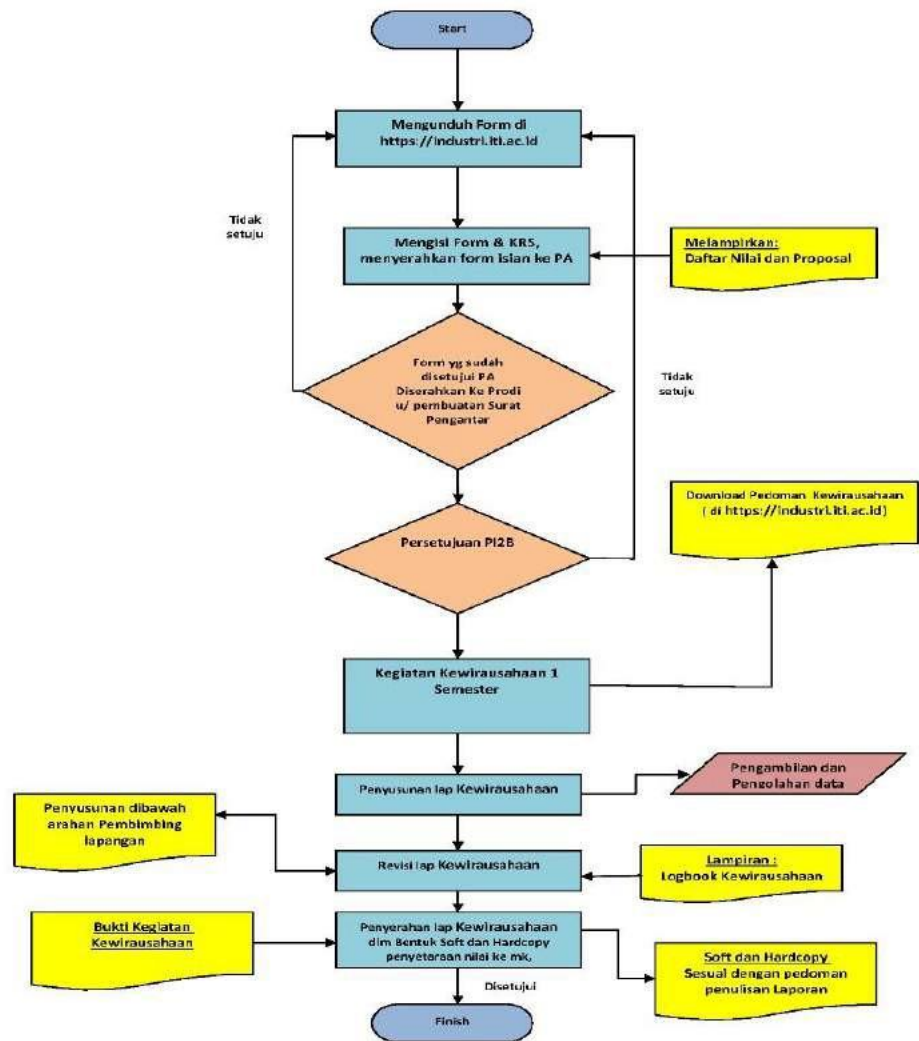 Start
Mengunduh Form di
https://industri.iti.ac.id
Tidak
setuju
Mengisi Form & KRS,
menyerahkan form isian ke PA
Melampirkan:
Daftar Nilai dan Proposal
Form yg sudah
disetujui PA
Diserahkan Ke Prodi
u/ pembuatan Surat
Pengantar
Tidak
setuju
Download Pedoman Kewirausahaan
( di https://industri.iti.ac.id)
Persetujuan PI2B
Kegiatan Kewirausahaan 1
Semester
Pengambilan dan
Pengolahan data
Penyusunan lap Kewirausahaan
Penyusunan dibawah
arahan Pembimbing
lapangan
Revisi lap Kewirausahaan
Lampiran :
Logbook Kewirausahaan
Bukti Kegiatan
Kewirausahaan
Penyerahan lap Kewirausahaan
dlm Bentuk Soft dan Hardcopy
penyetaraan nilai ke mk,
Soft dan Hardcopy
Sesuai dengan pedoman
penulisan Laporan
Disetujui
Finish